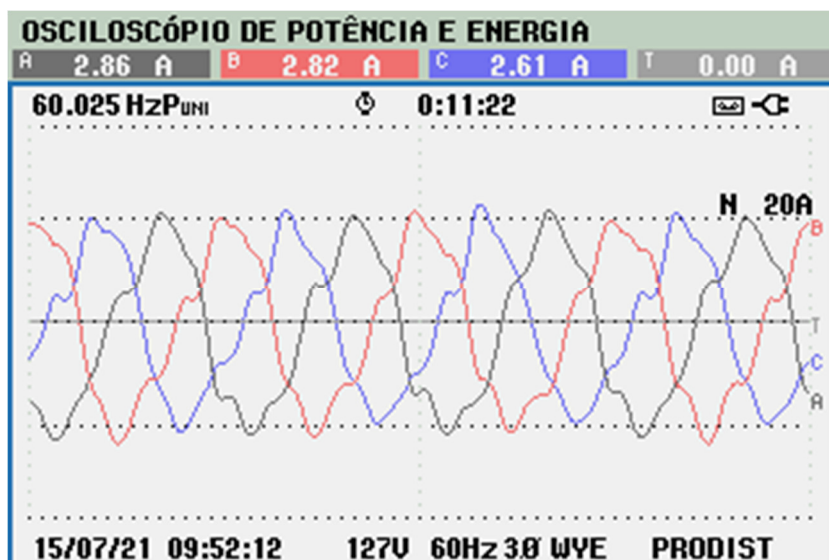 OSCILOSCÓPIO DE POTÊNCIA E ENERGIA
A 2.86 A B 2.82 A C 2.61 A T 0.00 A
60.025 HzPUNI 0:11:22
N 20A
B
T
C
A
15/07/21 09:52:12 127V 60Hz 3Ø WYE PRODIST